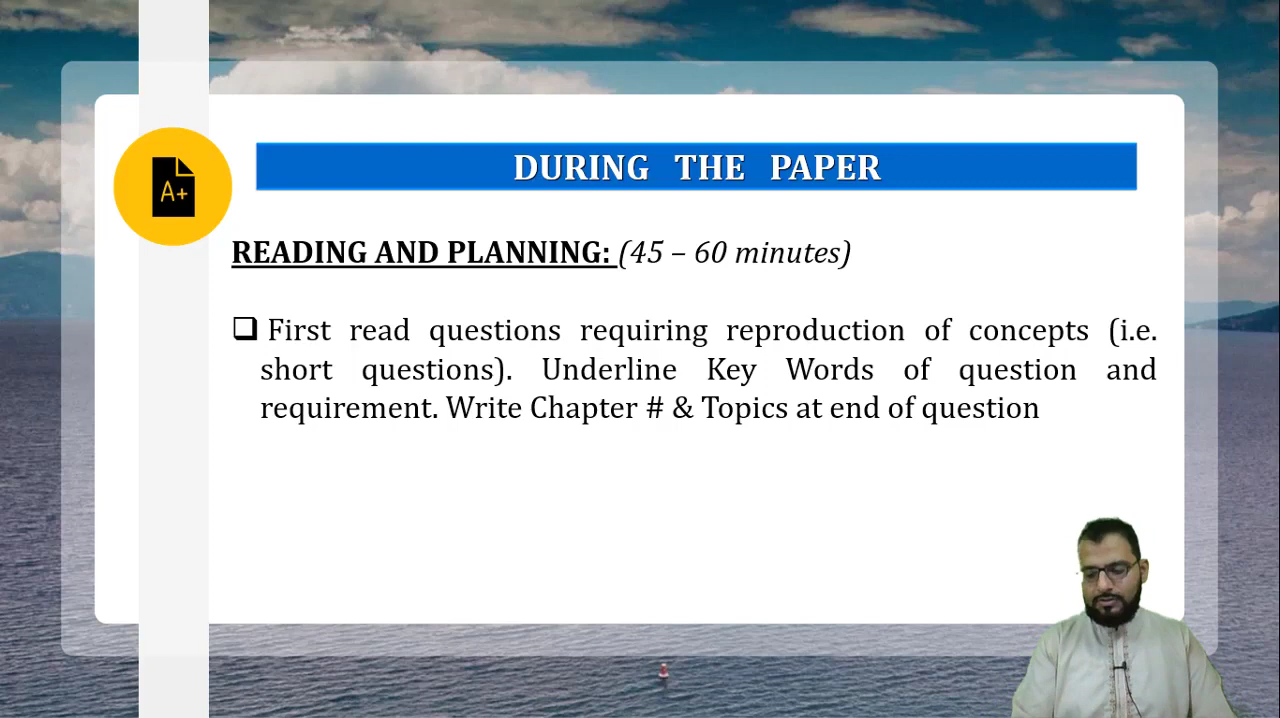 A+
DURING THE PAPER
READING AND PLANNING: (45 – 60 minutes)
❑ First read questions requiring reproduction of concepts (i.e.
short questions). Underline Key Words of question and
requirement. Write Chapter # & Topics at end of question